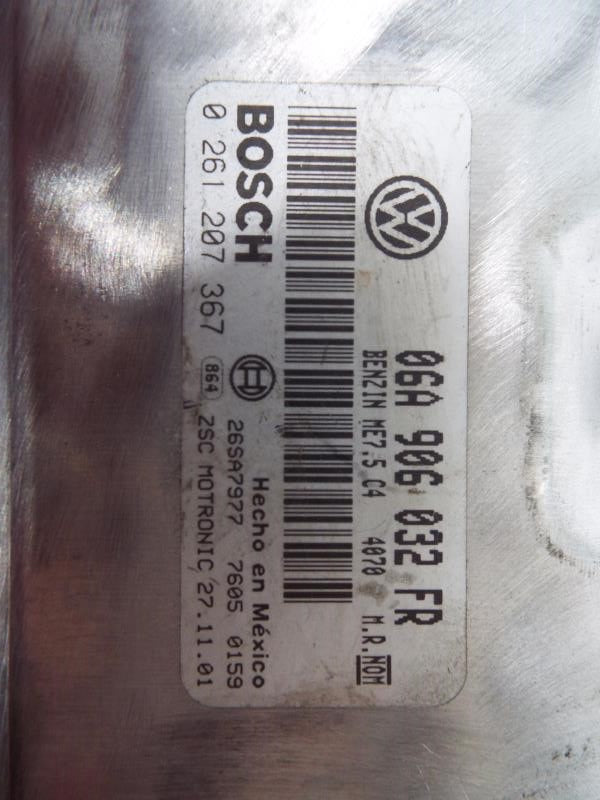 06A 906 032 FR
BENZIN ME7.5 C4 4070 M.R.NOM
BOSCH
0 261 207 367
Hecho en México
26SA7977 7605 0159
864 ZSC MOTRONIC/27.11.01